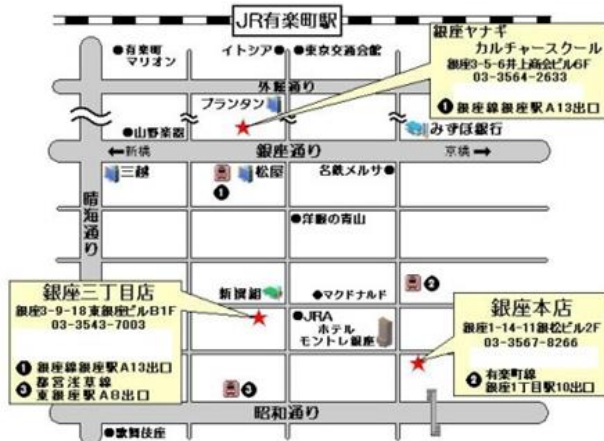 JR有楽町駅
●有楽町
マリオン
イトシア●
●東京交通会館
銀座ヤナギ
カルチャースクール
銀座3-5-6井上商会ビル6F
03-3564-2633
❶銀座線銀座駅A13出口
外堀通り
プランタン
●山野楽器
みずほ銀行
←新橋
銀座通り
京橋→
三越
❶
松屋
名鉄メルサ●
晴海通り
●洋服の青山
❷
銀座三丁目店
銀座3-9-18東銀座ビルB1F
03-3543-7003
❶銀座線銀座駅A13出口
❸都営浅草線
東銀座駅A8出口
新撰組
●マクドナルド
●JRA
ホテル
モントレ銀座
銀座本店
銀座1-14-11銀松ビル2F
03-3567-8266
❷有楽町線
銀座1丁目駅10出口
❸
昭和通り
●歌舞伎座